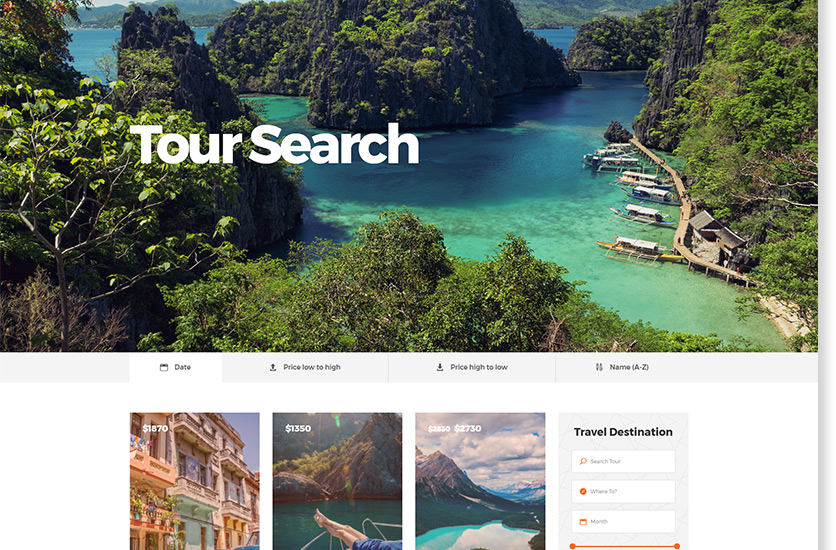 Tour Search
Date
Price low to high
Price high to low
Name (A-Z)
$1870
$1350
$2830 $2730
Travel Destination
Search Tour
Where To?
Month